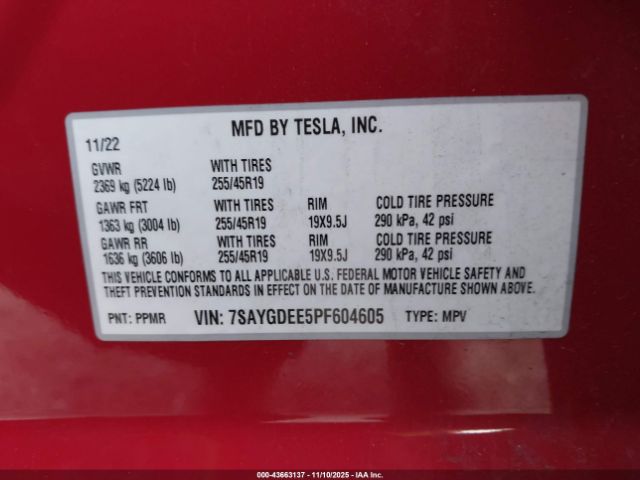 MFD BY TESLA, INC.
11/22
GVWR WITH TIRES
2369 kg (5224 lb) 255/45R19
GAWR FRT WITH TIRES RIM COLD TIRE PRESSURE
1363 kg (3004 lb) 255/45R19 19X9.5J 290 kPa, 42 psi
GAWR RR WITH TIRES RIM COLD TIRE PRESSURE
1636 kg (3606 lb) 255/45R19 19X9.5J 290 kPa, 42 psi
THIS VEHICLE CONFORMS TO ALL APPLICABLE U.S. FEDERAL MOTOR VEHICLE SAFETY AND
THEFT PREVENTION STANDARDS IN EFFECT ON THE DATE OF MANUFACTURE SHOWN ABOVE.
PNT: PPMR VIN: 7SAYGDEE5PF604605 TYPE: MPV
000-43663137 - 11/10/2025 - IAAI CORP.